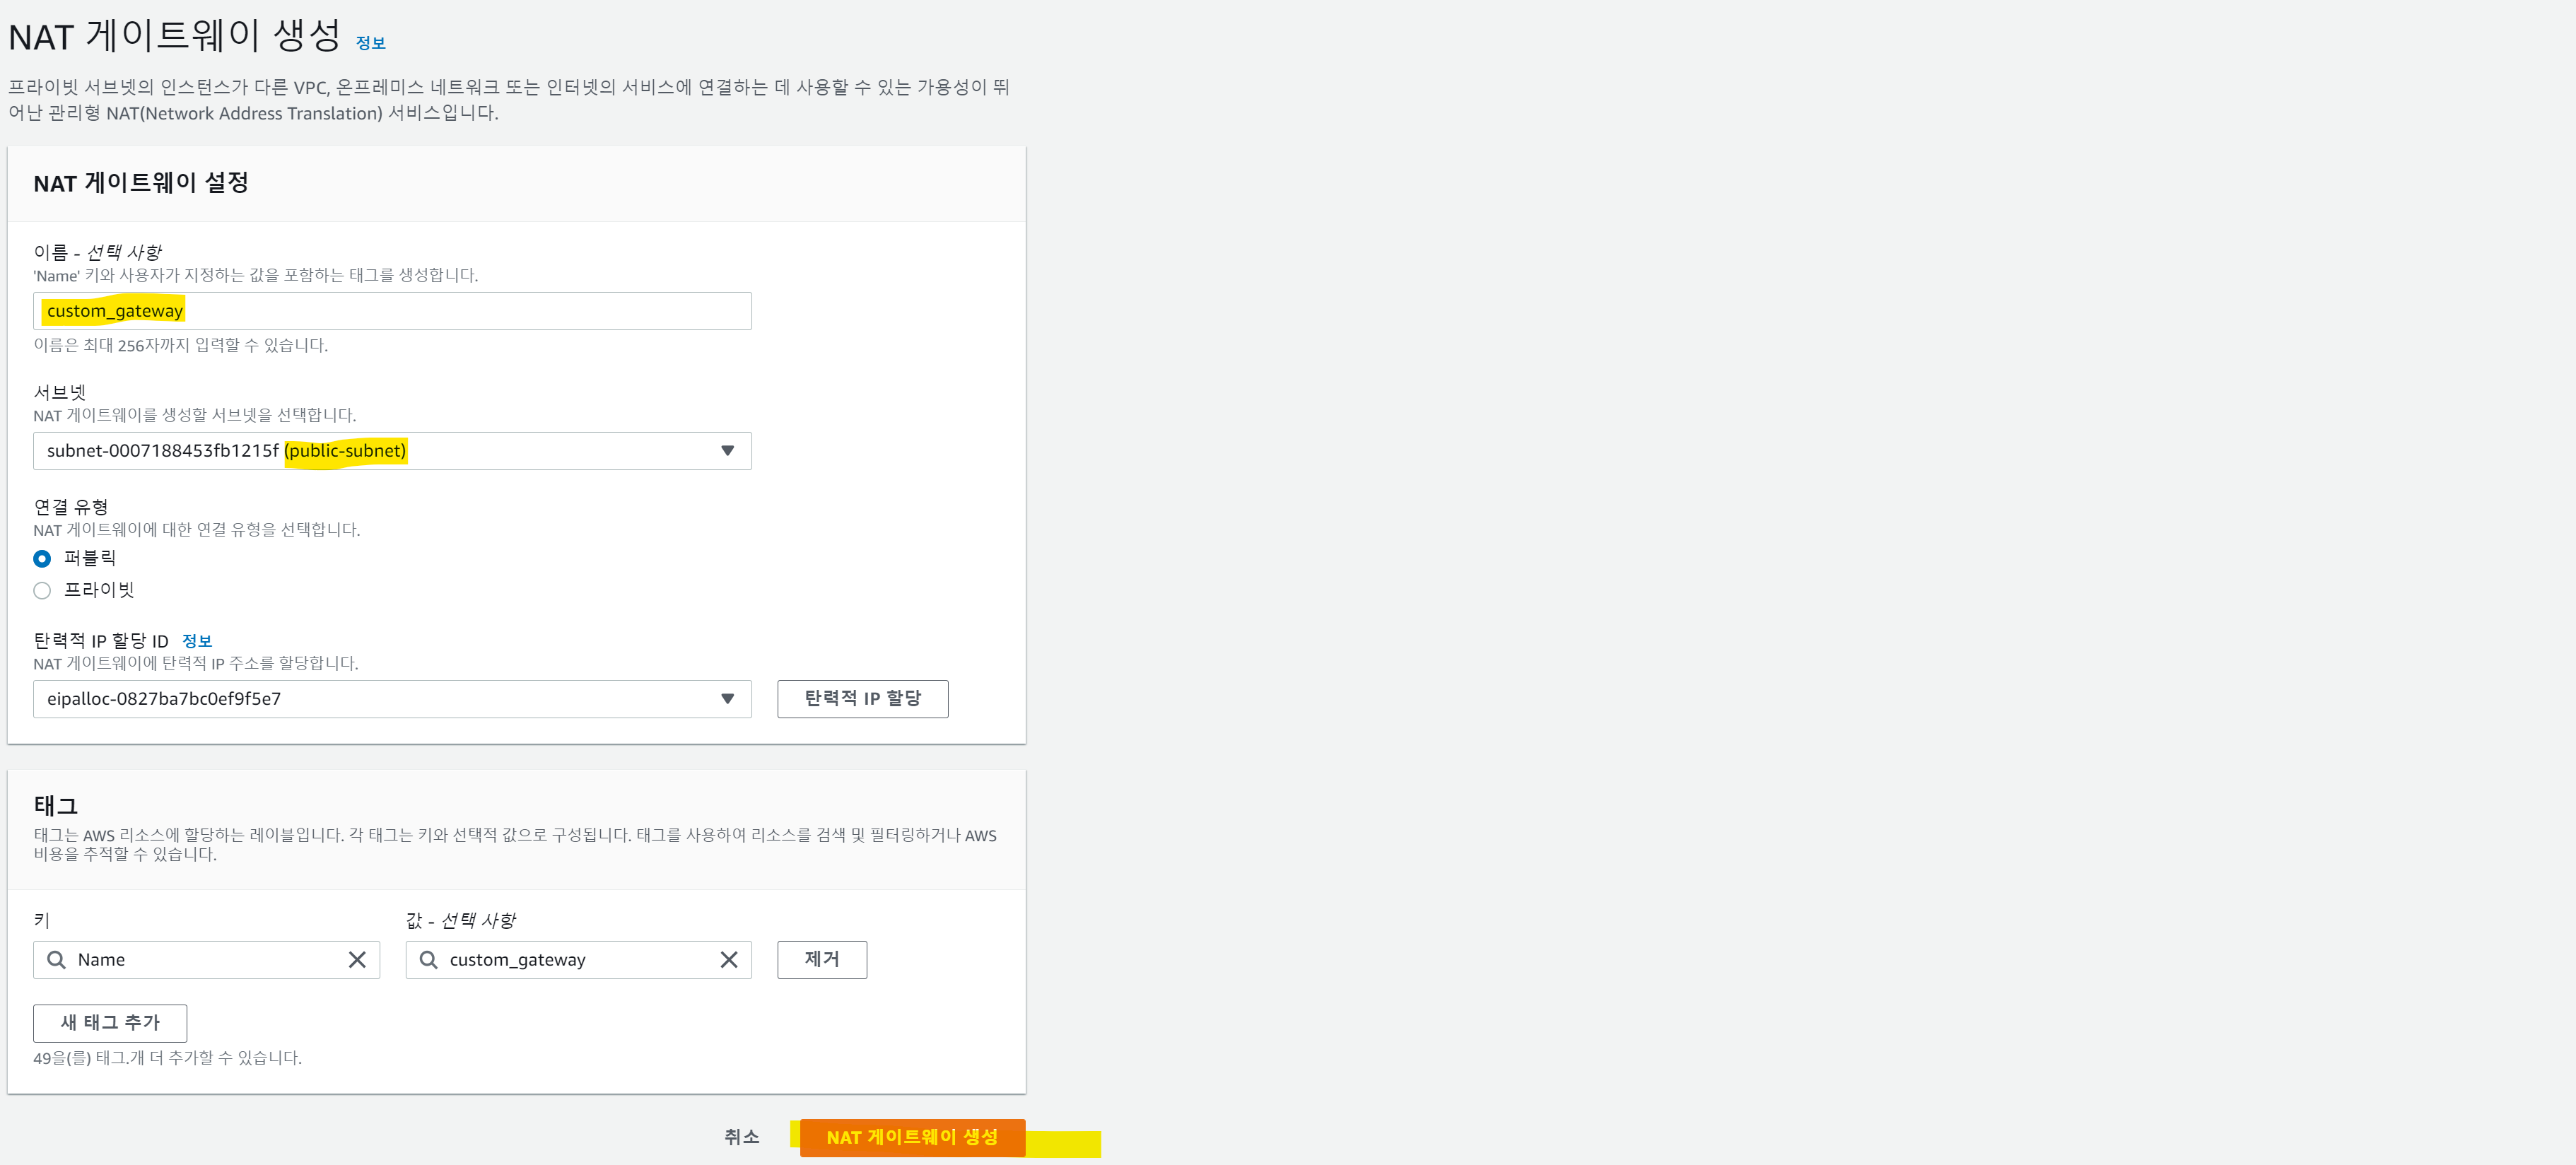 NAT 게이트웨이 생성 정보
프라이빗 서브넷의 인스턴스가 다른 VPC, 온프레미스 네트워크 또는 인터넷의 서비스에 연결하는 데 사용할 수 있는 가용성이 뛰
어난 관리형 NAT(Network Address Translation) 서비스입니다.
NAT 게이트웨이 설정
이름 - 선택 사항
'Name' 키와 사용자가 지정하는 값을 포함하는 태그를 생성합니다.
custom_gateway
이름은 최대 256자까지 입력할 수 있습니다.
서브넷
NAT 게이트웨이를 생성할 서브넷을 선택합니다.
subnet-0007188453fb1215f (public-subnet)
연결 유형
NAT 게이트웨이에 대한 연결 유형을 선택합니다.
퍼블릭
프라이빗
탄력적 IP 할당 ID 정보
NAT 게이트웨이에 탄력적 IP 주소를 할당합니다.
eipalloc-0827ba7bc0ef9f5e7 탄력적 IP 할당
태그
태그는 AWS 리소스에 할당하는 레이블입니다. 각 태그는 키와 선택적 값으로 구성됩니다. 태그를 사용하여 리소스를 검색 및 필터링하거나 AWS
비용을 추적할 수 있습니다.
키 값 - 선택 사항
Name custom_gateway 제거
새 태그 추가
49을(를) 태그.개 더 추가할 수 있습니다.
취소 NAT 게이트웨이 생성